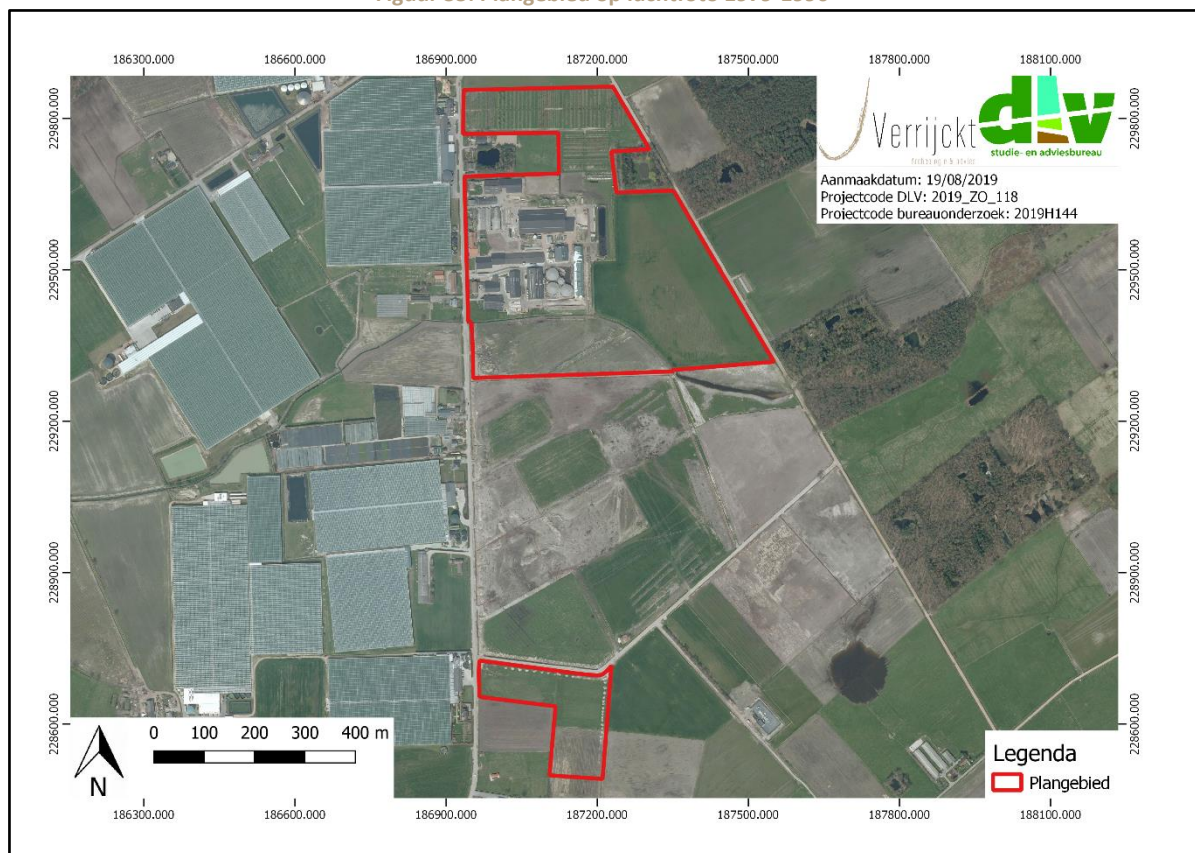 186300.000 186600.000 186900.000 187200.000 187500.000 187800.000 188100.000
229800.000 229800.000
Verrijckt
dlv
studie- en adviesbureau
Aanmaakdatum: 19/08/2019
Projectcode DLV: 2019_ZO_118
Projectcode bureauonderzoek: 2019H144
229500.000 229500.000
229200.000 229200.000
228900.000 228900.000
228600.000 228600.000
0 100 200 300 400 m
N
Legenda
Plangebied
186300.000 186600.000 186900.000 187200.000 187500.000 187800.000 188100.000